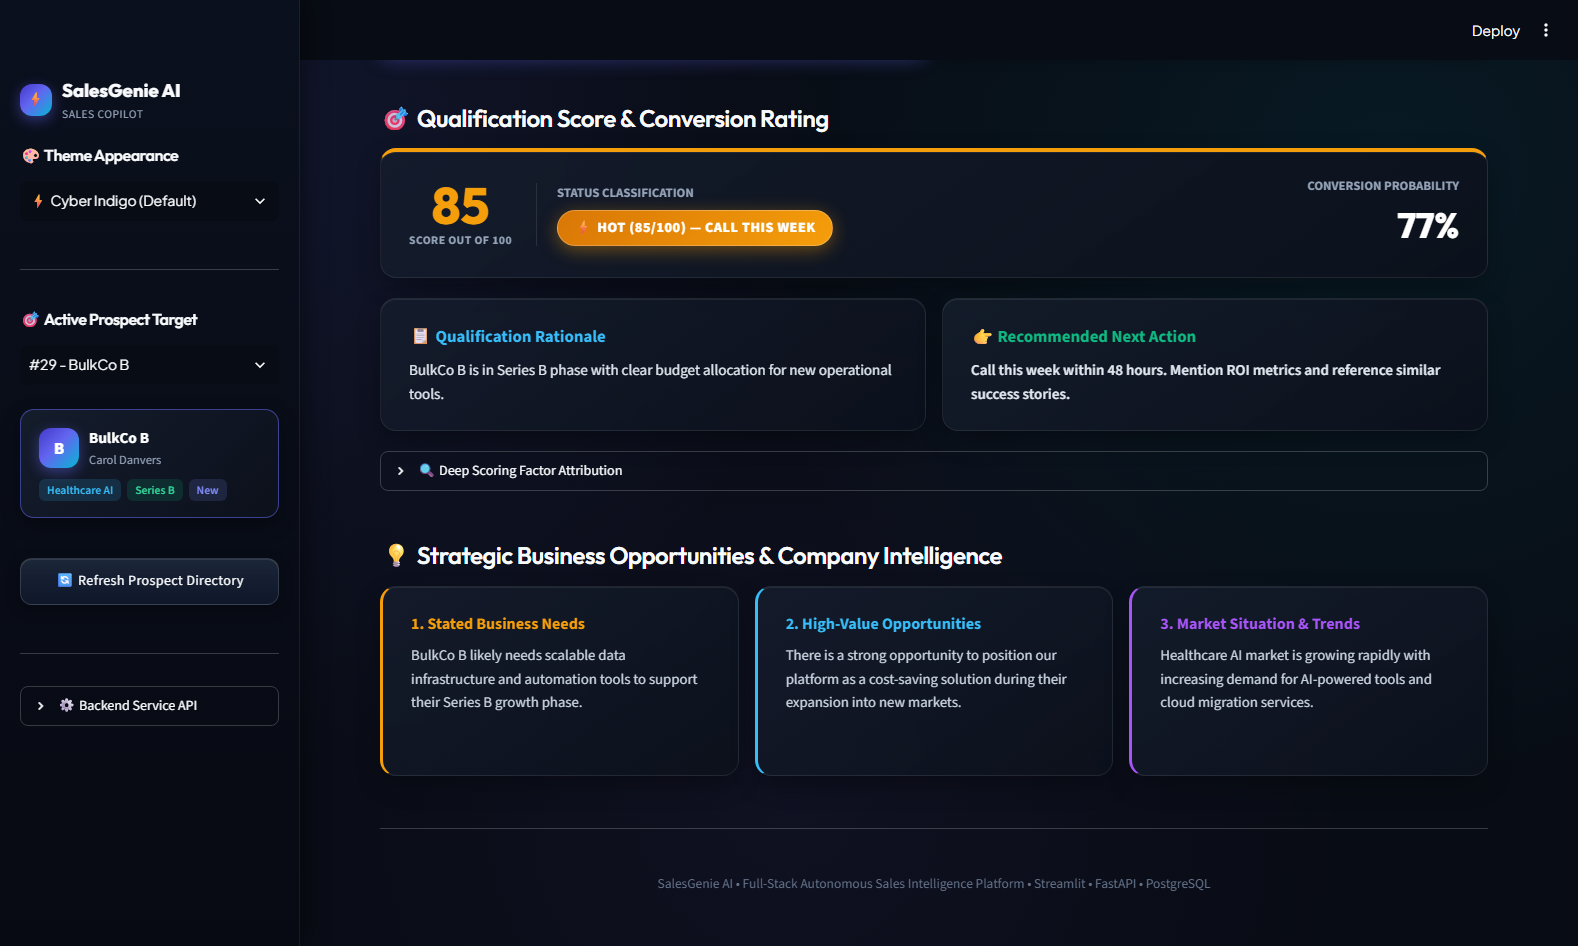 Deploy
SalesGenie AI
SALES COPILOT
Theme Appearance
Cyber Indigo (Default)
Active Prospect Target
#29 - BulkCo B
B
BulkCo B
Carol Danvers
Healthcare AI
Series B
New
Refresh Prospect Directory
Backend Service API
Qualification Score & Conversion Rating
85
SCORE OUT OF 100
STATUS CLASSIFICATION
HOT (85/100) — CALL THIS WEEK
CONVERSION PROBABILITY
77%
Qualification Rationale
BulkCo B is in Series B phase with clear budget allocation for new operational
tools.
Recommended Next Action
Call this week within 48 hours. Mention ROI metrics and reference similar
success stories.
Deep Scoring Factor Attribution
Strategic Business Opportunities & Company Intelligence
1. Stated Business Needs
BulkCo B likely needs scalable data
infrastructure and automation tools to support
their Series B growth phase.
2. High-Value Opportunities
There is a strong opportunity to position our
platform as a cost-saving solution during their
expansion into new markets.
3. Market Situation & Trends
Healthcare AI market is growing rapidly with
increasing demand for AI-powered tools and
cloud migration services.
SalesGenie AI • Full-Stack Autonomous Sales Intelligence Platform • Streamlit • FastAPI • PostgreSQL